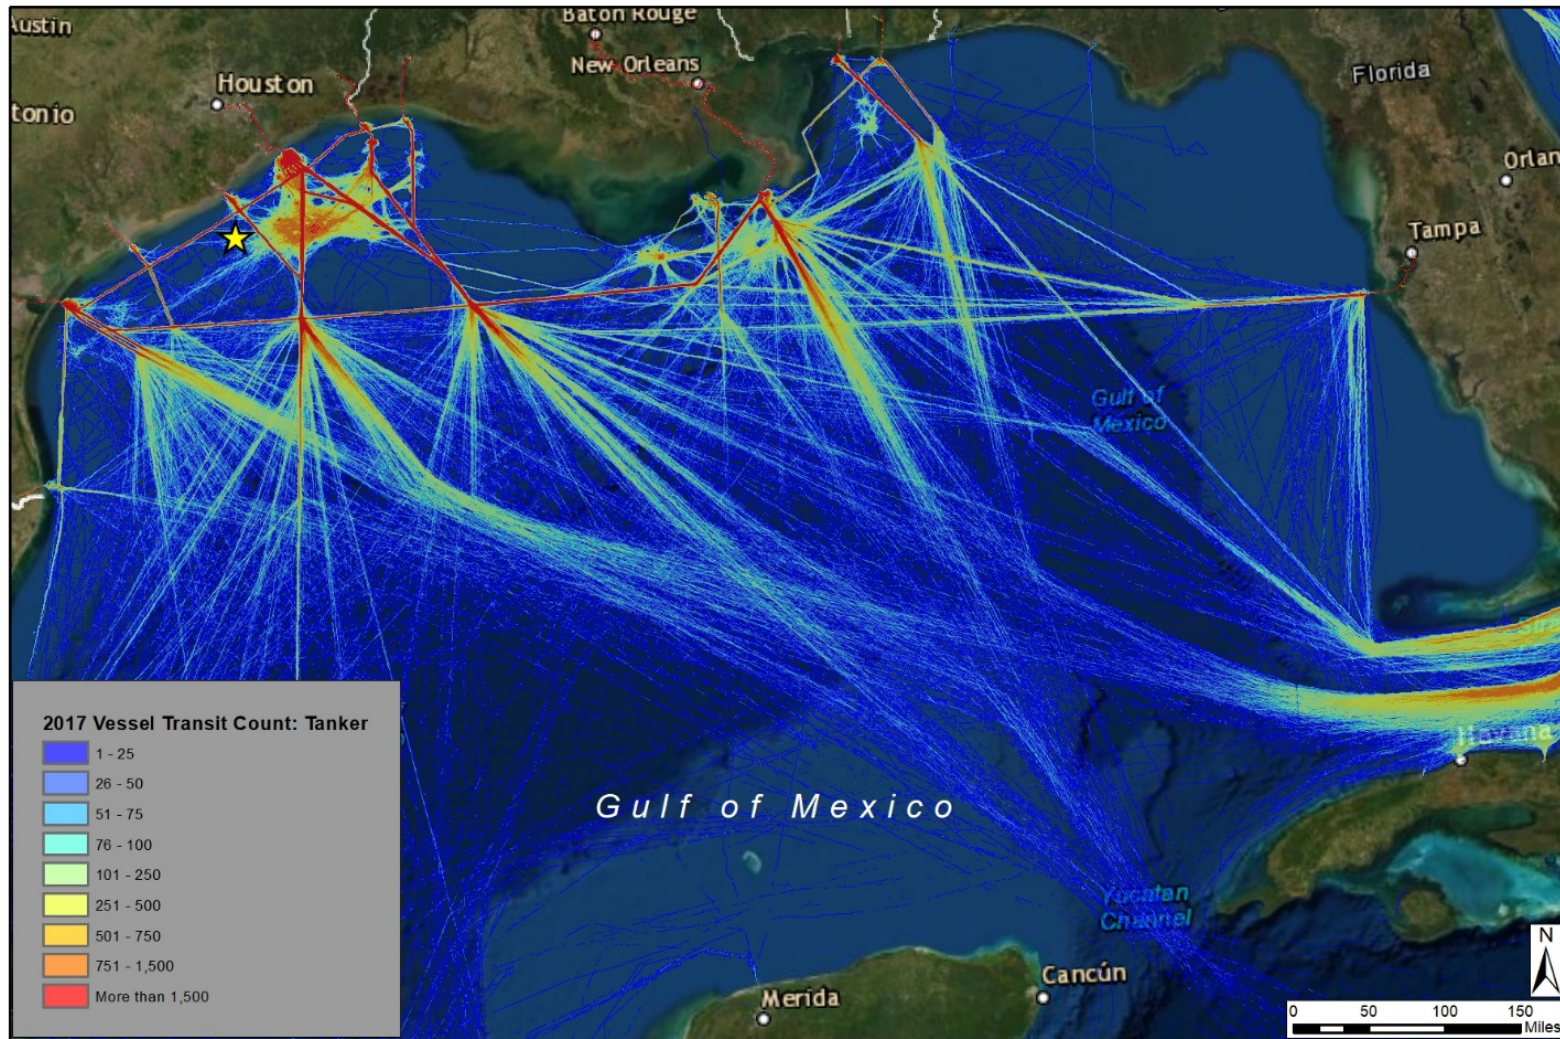 Austin
Baton Rouge
Houston
New Orleans
Florida
tonio
Orlan
Tampa
Gulf of
Mexico
2017 Vessel Transit Count: Tanker
1 - 25
26 - 50
51 - 75
76 - 100
101 - 250
251 - 500
501 - 750
751 - 1,500
More than 1,500
Havana
Gulf of Mexico
Yucatan
Channel
Cancún
Merida
N
0 50 100 150
Miles